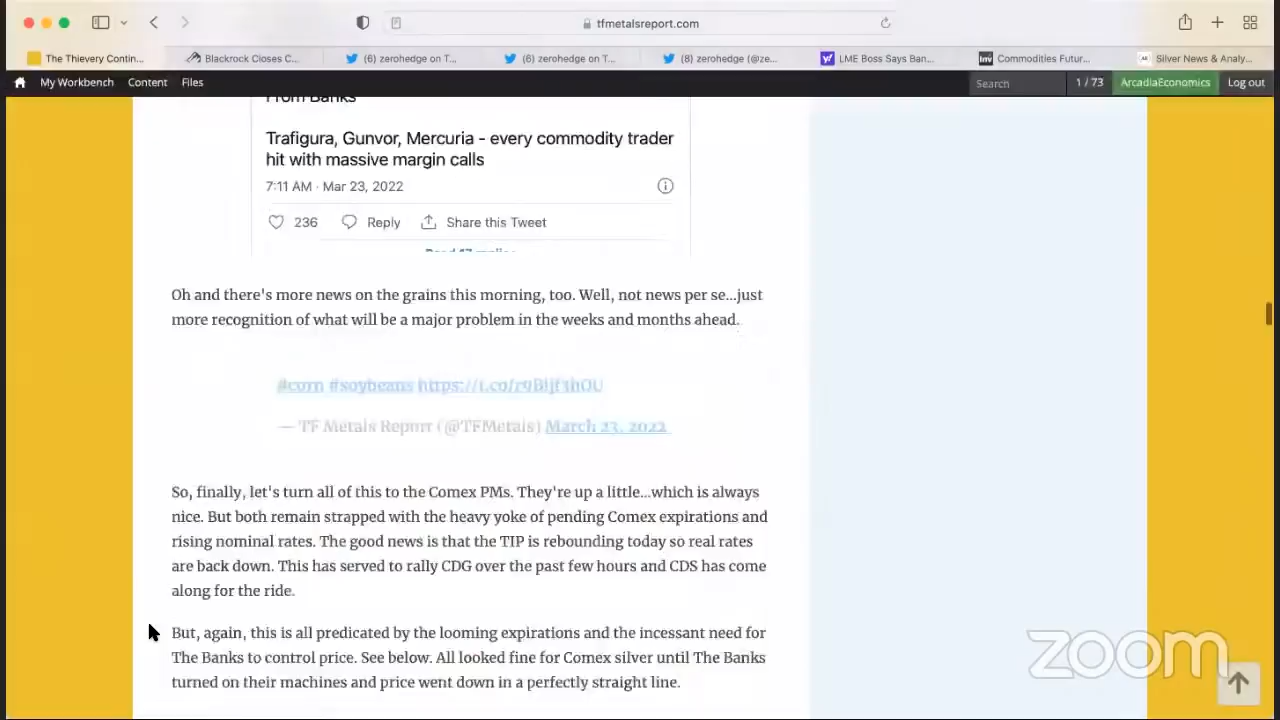 tfmetalsreport.com
The Thievery Contin...
Blackrock Closes C...
(6) zerohedge on T...
(6) zerohedge on T...
(8) zerohedge (@ze...
LME Boss Says Ban...
Inv Commodities Futur...
Silver News & Analy...
My Workbench Content Files Search 1 / 73 ArcadiaEconomics Log out
From Banks
Trafigura, Gunvor, Mercuria - every commodity trader
hit with massive margin calls
7:11 AM · Mar 23, 2022
236 Reply Share this Tweet
Oh and there's more news on the grains this morning, too. Well, not news per se...just
more recognition of what will be a major problem in the weeks and months ahead.
#corn #soybeans
— TF Metals Report (@TFMetals) March 23, 2022
So, finally, let's turn all of this to the Comex PMs. They're up a little...which is always
nice. But both remain strapped with the heavy yoke of pending Comex expirations and
rising nominal rates. The good news is that the TIP is rebounding today so real rates
are back down. This has served to rally CDG over the past few hours and CDS has come
along for the ride.
But, again, this is all predicated by the looming expirations and the incessant need for
The Banks to control price. See below. All looked fine for Comex silver until The Banks
turned on their machines and price went down in a perfectly straight line.
zoom